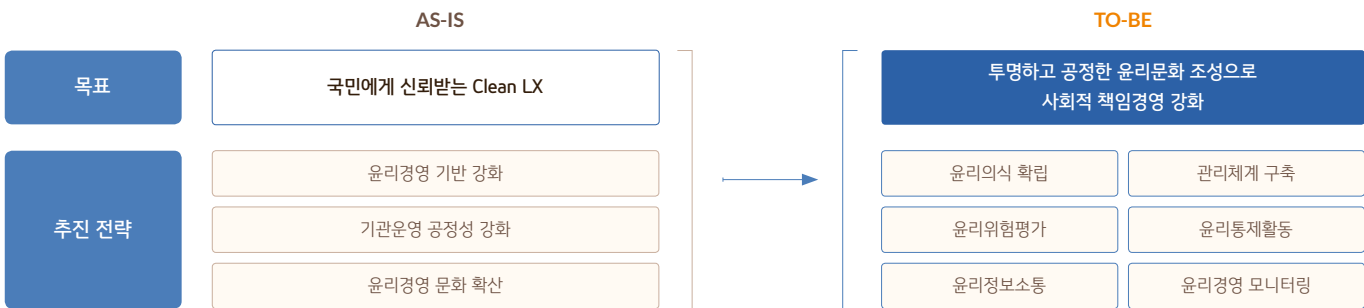 AS-IS
TO-BE
목표
국민에게 신뢰받는 Clean LX
투명하고 공정한 윤리문화 조성으로
사회적 책임경영 강화
추진 전략
윤리경영 기반 강화
기관운영 공정성 강화
윤리경영 문화 확산
윤리의식 확립
관리체계 구축
윤리위험평가
윤리통제활동
윤리정보소통
윤리경영 모니터링